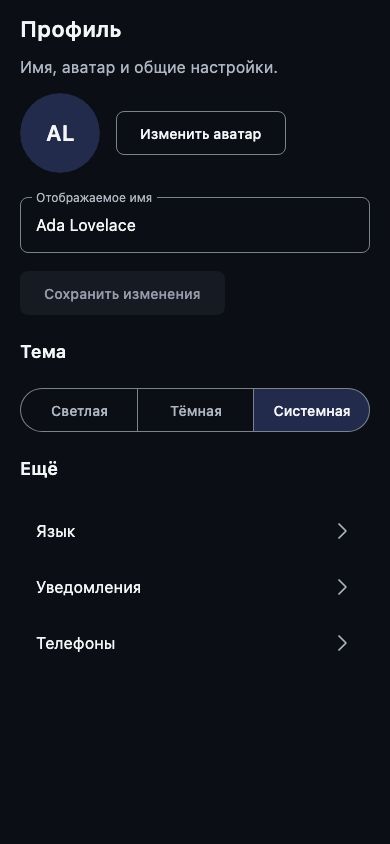 Профиль
Имя, аватар и общие настройки.
AL
Изменить аватар
Отображаемое имя
Ada Lovelace
Сохранить изменения
Тема
Светлая
Тёмная
Системная
Ещё
Язык
Уведомления
Телефоны